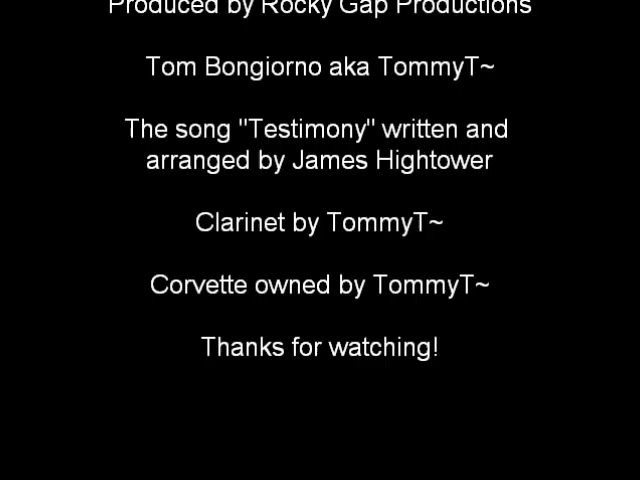 Produced by Rocky Gap Productions
Tom Bongiorno aka TommyT~
The song "Testimony" written and
arranged by James Hightower
Clarinet by TommyT~
Corvette owned by TommyT~
Thanks for watching!